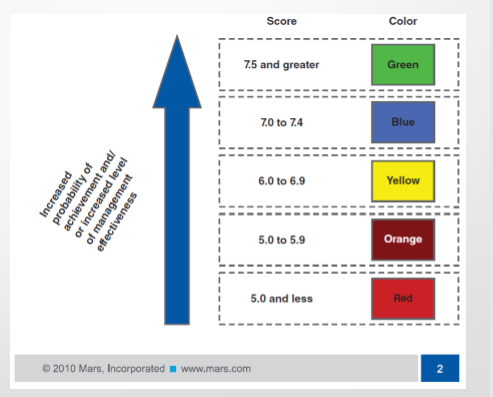 Score Color
7.5 and greater Green
7.0 to 7.4 Blue
6.0 to 6.9 Yellow
5.0 to 5.9 Orange
5.0 and less Red
Increased
probability of
achievement and/
or increased level
of management
effectiveness
© 2010 Mars, Incorporated www.mars.com 2